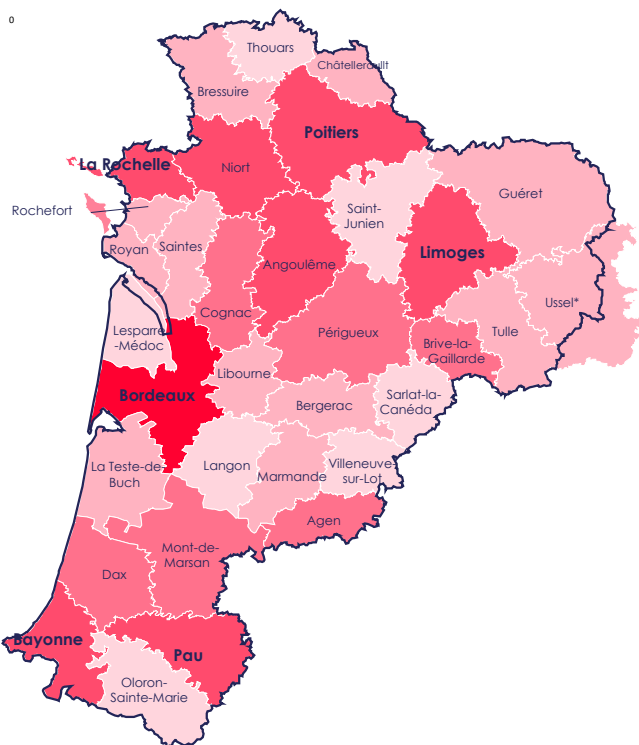 0
Thouars
Châtellerault
Bressuire
Poitiers
La Rochelle
Niort
Guéret
Saint-
Junien
Rochefort
Royan
Saintes
Limoges
Angoulême
Ussel*
Cognac
Lesparre
-Médoc
Périgueux
Tulle
Brive-la-
Gaillarde
Libourne
Bordeaux
Bergerac
Sarlat-la-
Canéda
La Teste-de-
Buch
Langon
Marmande
Villeneuve-
sur-Lot
Agen
Mont-de-
Marsan
Dax
Bayonne
Pau
Oloron-
Sainte-Marie